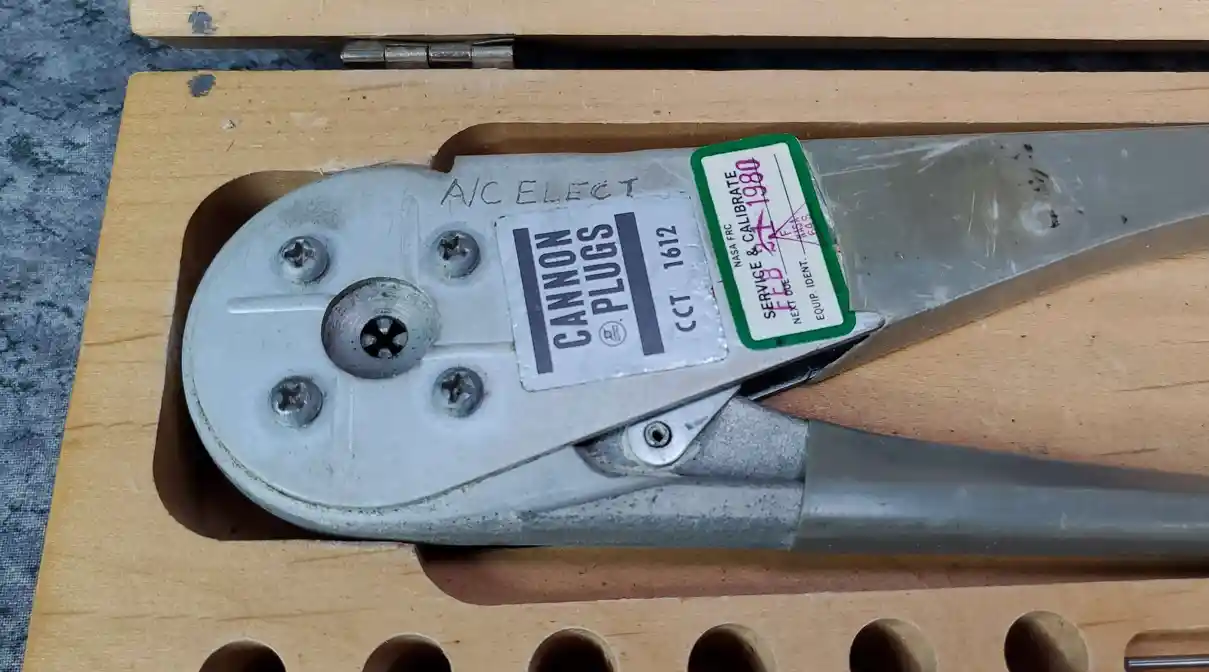 A/C ELECT
CANNON
PLUGS
CCT 1612
NASA FRC
SERVICE & CALIBRATE
FEB 1980
NEXT DUE
EQUIP. IDENT.